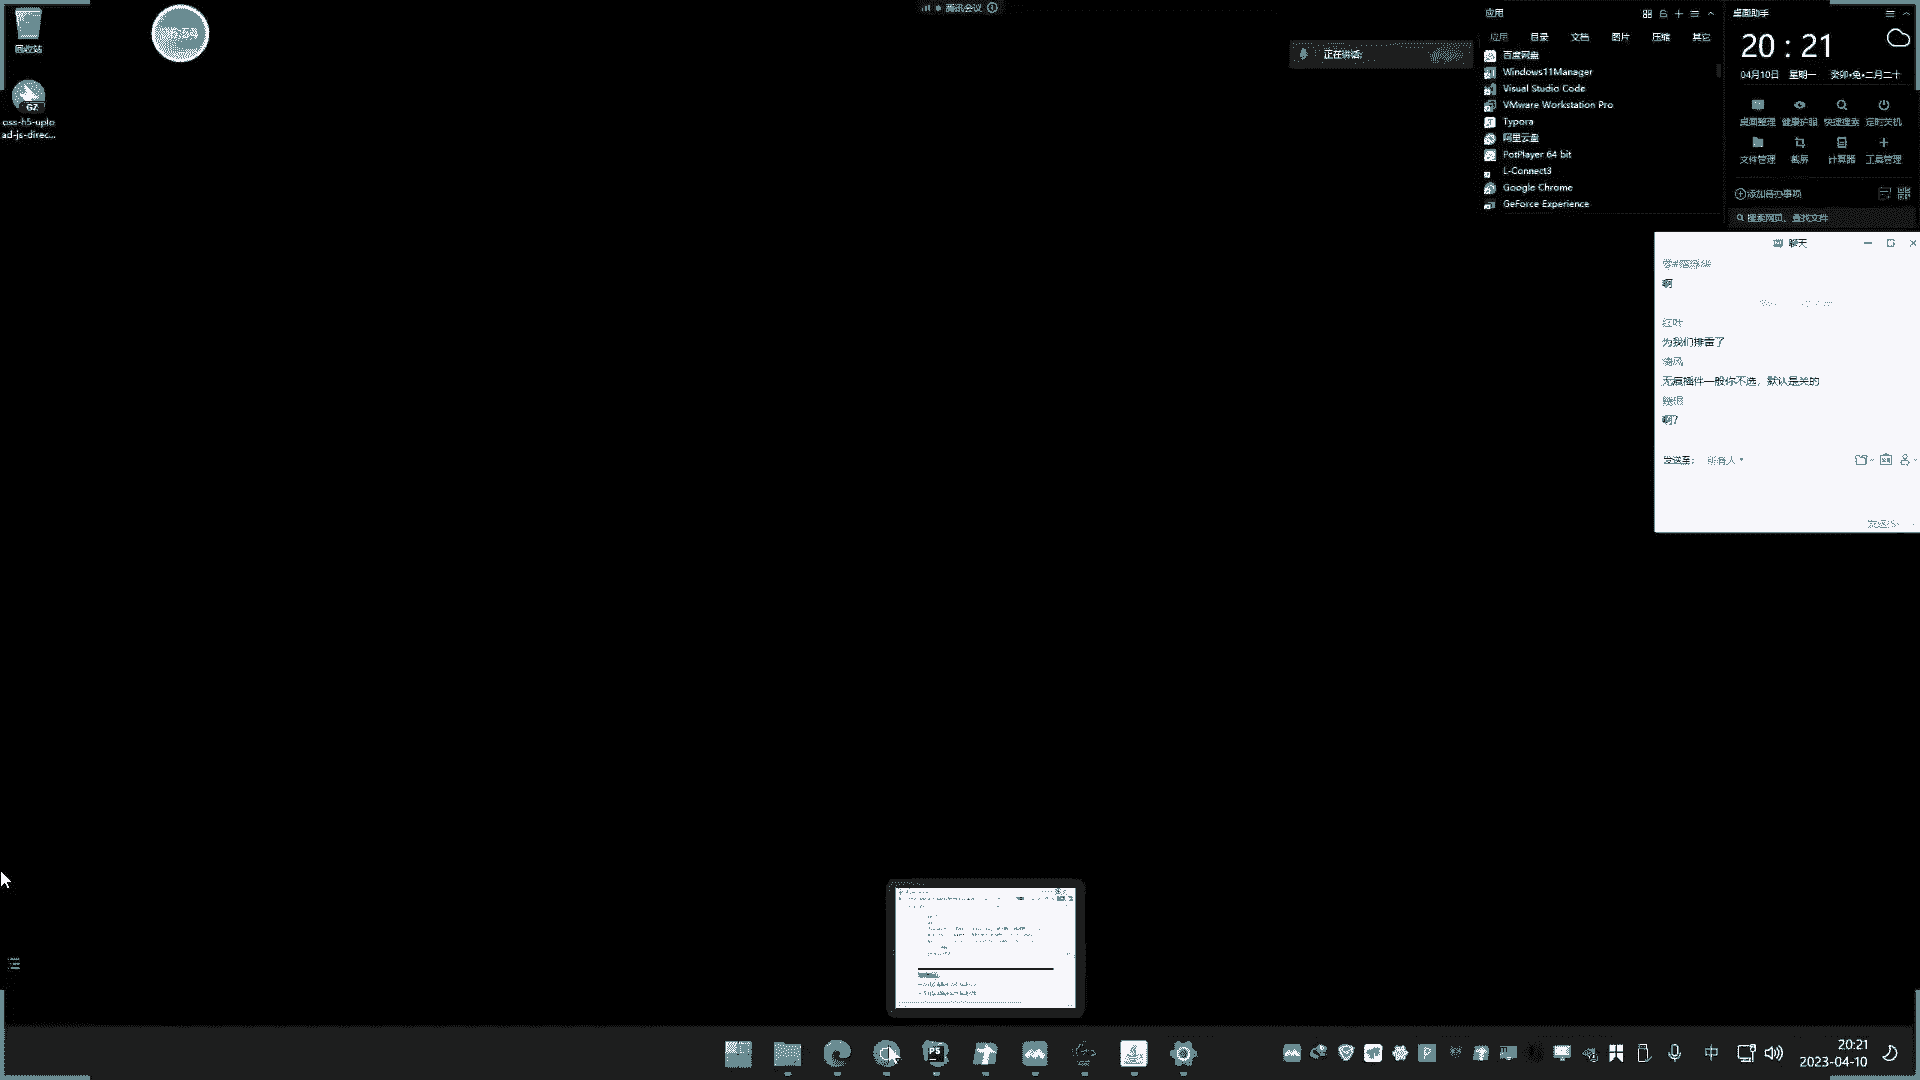 回收站
GZ
oss-h5-uplo
ad-js-direc...
腾讯会议
正在讲话:
应用
应用 目录 文档 图片 压缩 其它
百度网盘
Windows11Manager
Visual Studio Code
VMware Workstation Pro
Typora
阿里云盘
PotPlayer 64 bit
L-Connect3
Google Chrome
GeForce Experience
桌面助手
20 : 21
04月10日 星期一 癸卯·兔·二月二十
桌面整理 健康护眼 快捷搜索 定时关机
文件管理 截屏 计算器 工具管理
添加待办事项
搜索网页、查找文件
聊天
啊
红叶
为我们排雷了
凌风
无痕插件一般你不选，默认是关的
啊?
发送至: 所有人
PS
中
20:21
2023-04-10